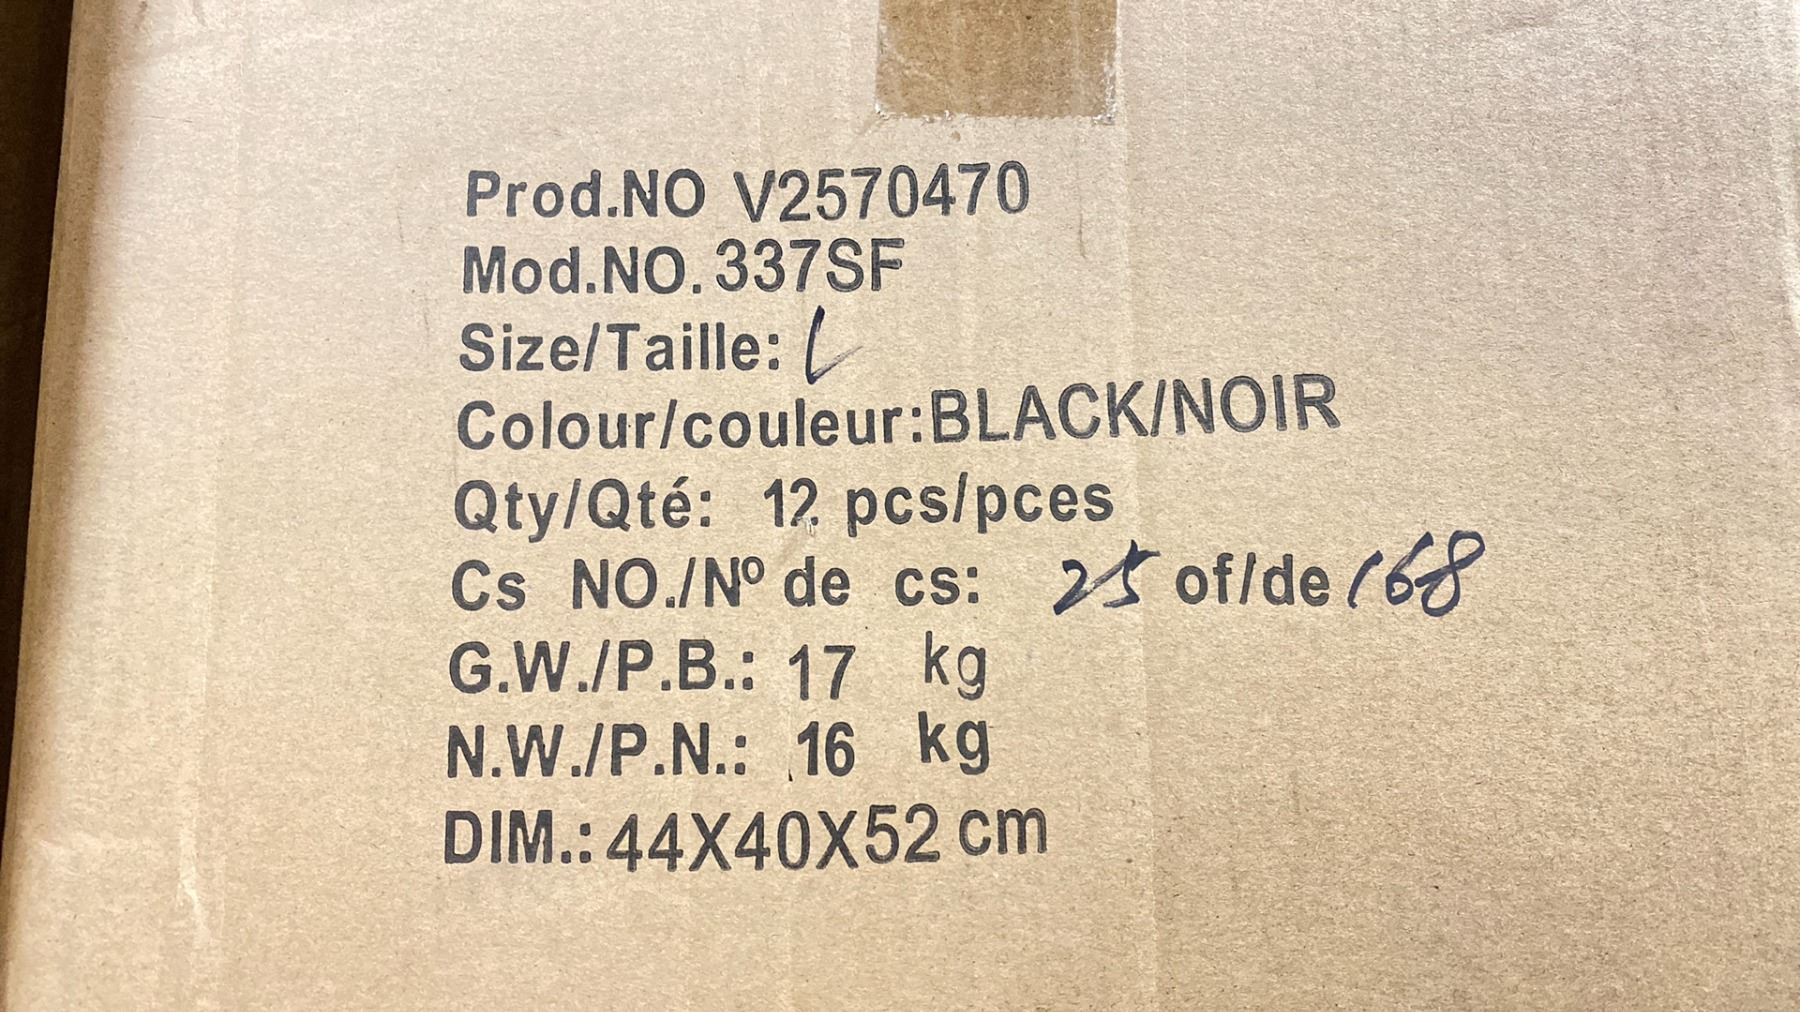 Prod.NO V2570470
Mod.NO. 337SF
Size/Taille: L
Colour/couleur:BLACK/NOIR
Qty/Qté: 12 pcs/pces
Cs NO./Nº de cs: 25 of/de 168
G.W./P.B.: 17 kg
N.W./P.N.: 16 kg
DIM.: 44X40X52 cm